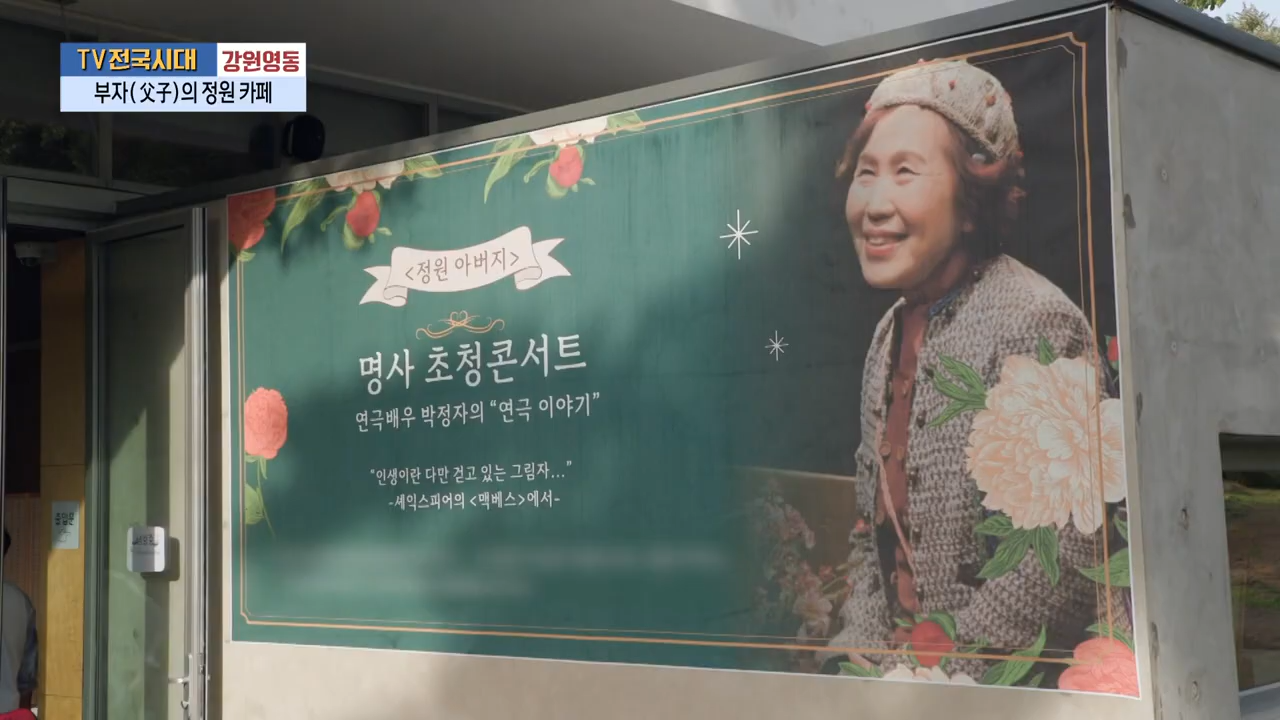 TV전국시대 강원영동
부자(父子)의 정원 카페
<정원 아버지>
명사 초청콘서트
연극배우 박정자의 “연극 이야기”
“인생이란 다만 걷고 있는 그림자...”
-셰익스피어의 <맥베스>에서-
출입문